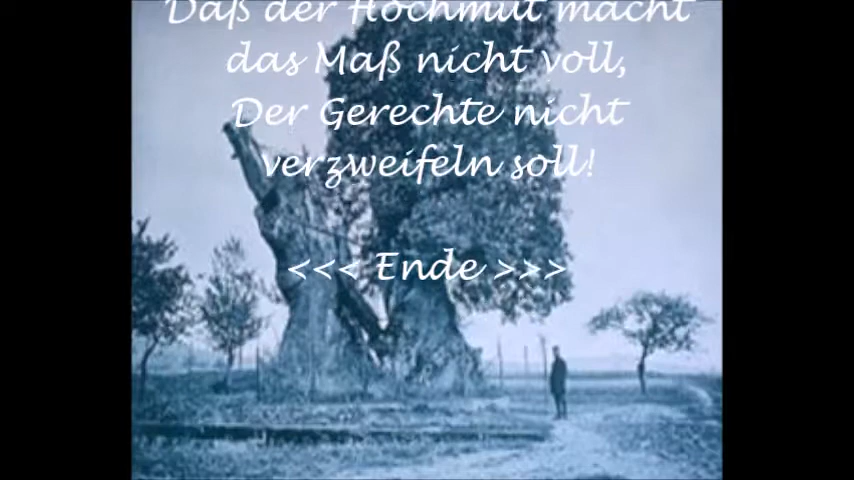 Daß der Hochmut macht
das Maß nicht voll,
Der Gerechte nicht
verzweifeln soll!
<<< Ende >>>